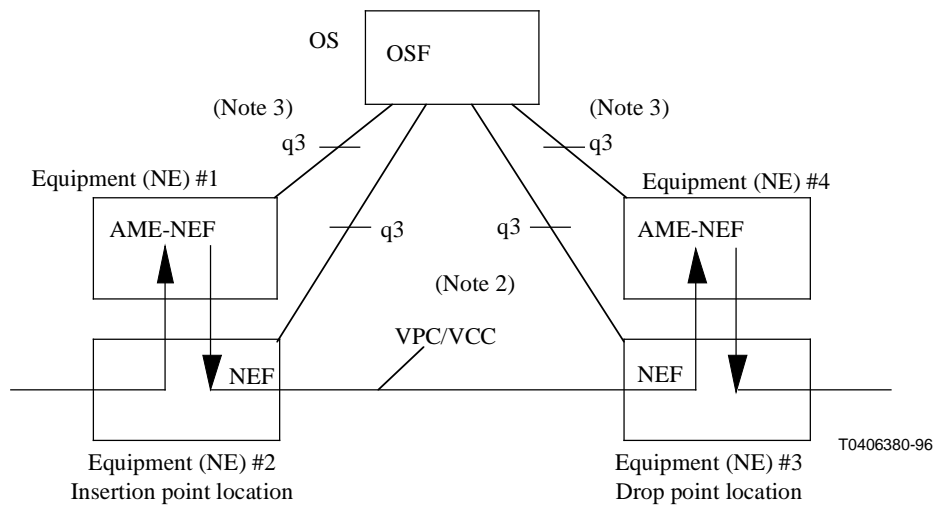 OS
OSF
(Note 3)
(Note 3)
q3
q3
Equipment (NE) #1
Equipment (NE) #4
AME-NEF
AME-NEF
q3
q3
(Note 2)
VPC/VCC
NEF
NEF
T0406380-96
Equipment (NE) #2
Insertion point location
Equipment (NE) #3
Drop point location